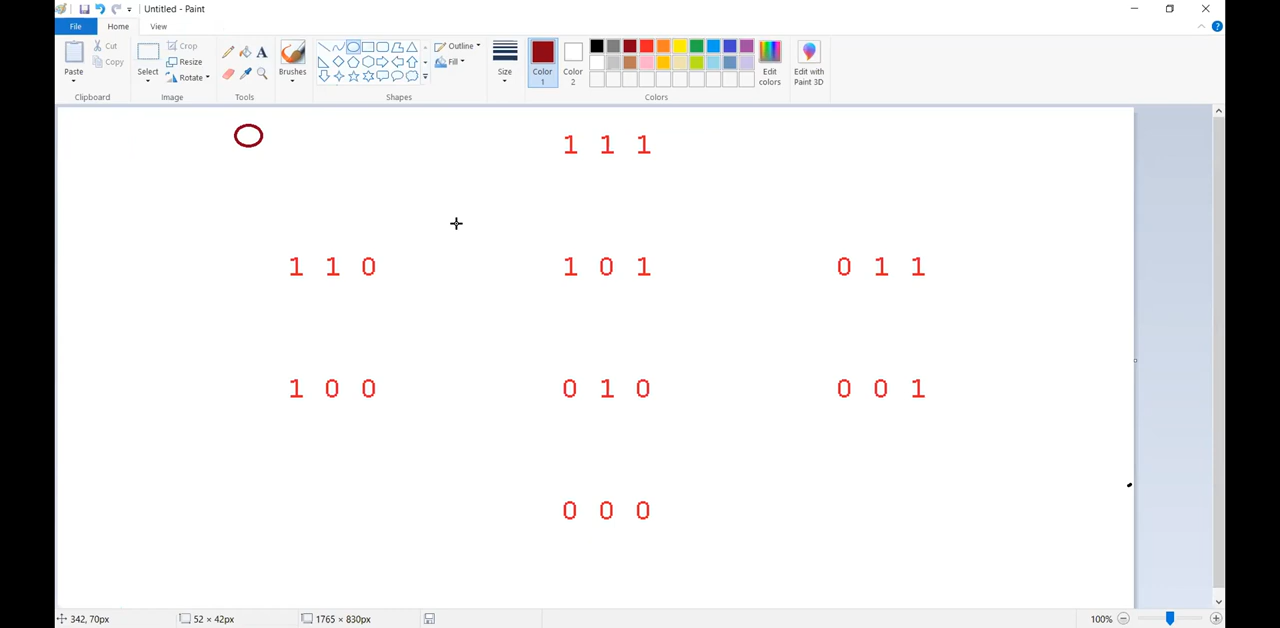 Untitled - Paint
File Home View
Paste
Cut
Copy
Clipboard
Select
Crop
Resize
Rotate
Image
Tools
Brushes
Outline
Fill
Shapes
Size
Color 1
Color 2
Edit colors
Colors
Edit with Paint 3D
1 1 1
1 1 0 1 0 1 0 1 1
1 0 0 0 1 0 0 0 1
0 0 0
342, 70px 52 × 42px 1765 × 830px 100%